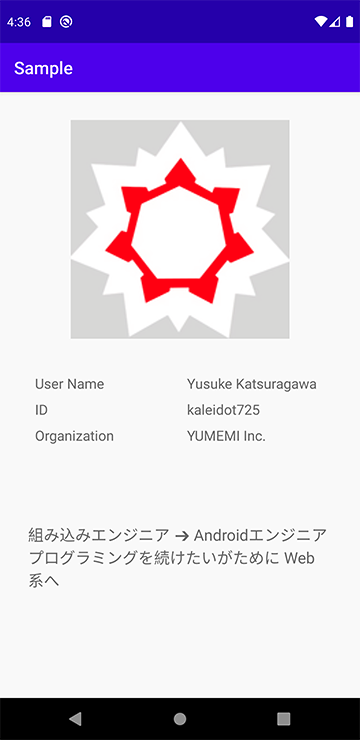 4:36
Sample
User Name Yusuke Katsuragawa
ID kaleidot725
Organization YUMEMI Inc.
組み込みエンジニア → Androidエンジニア
プログラミングを続けたいがために Web
系へ